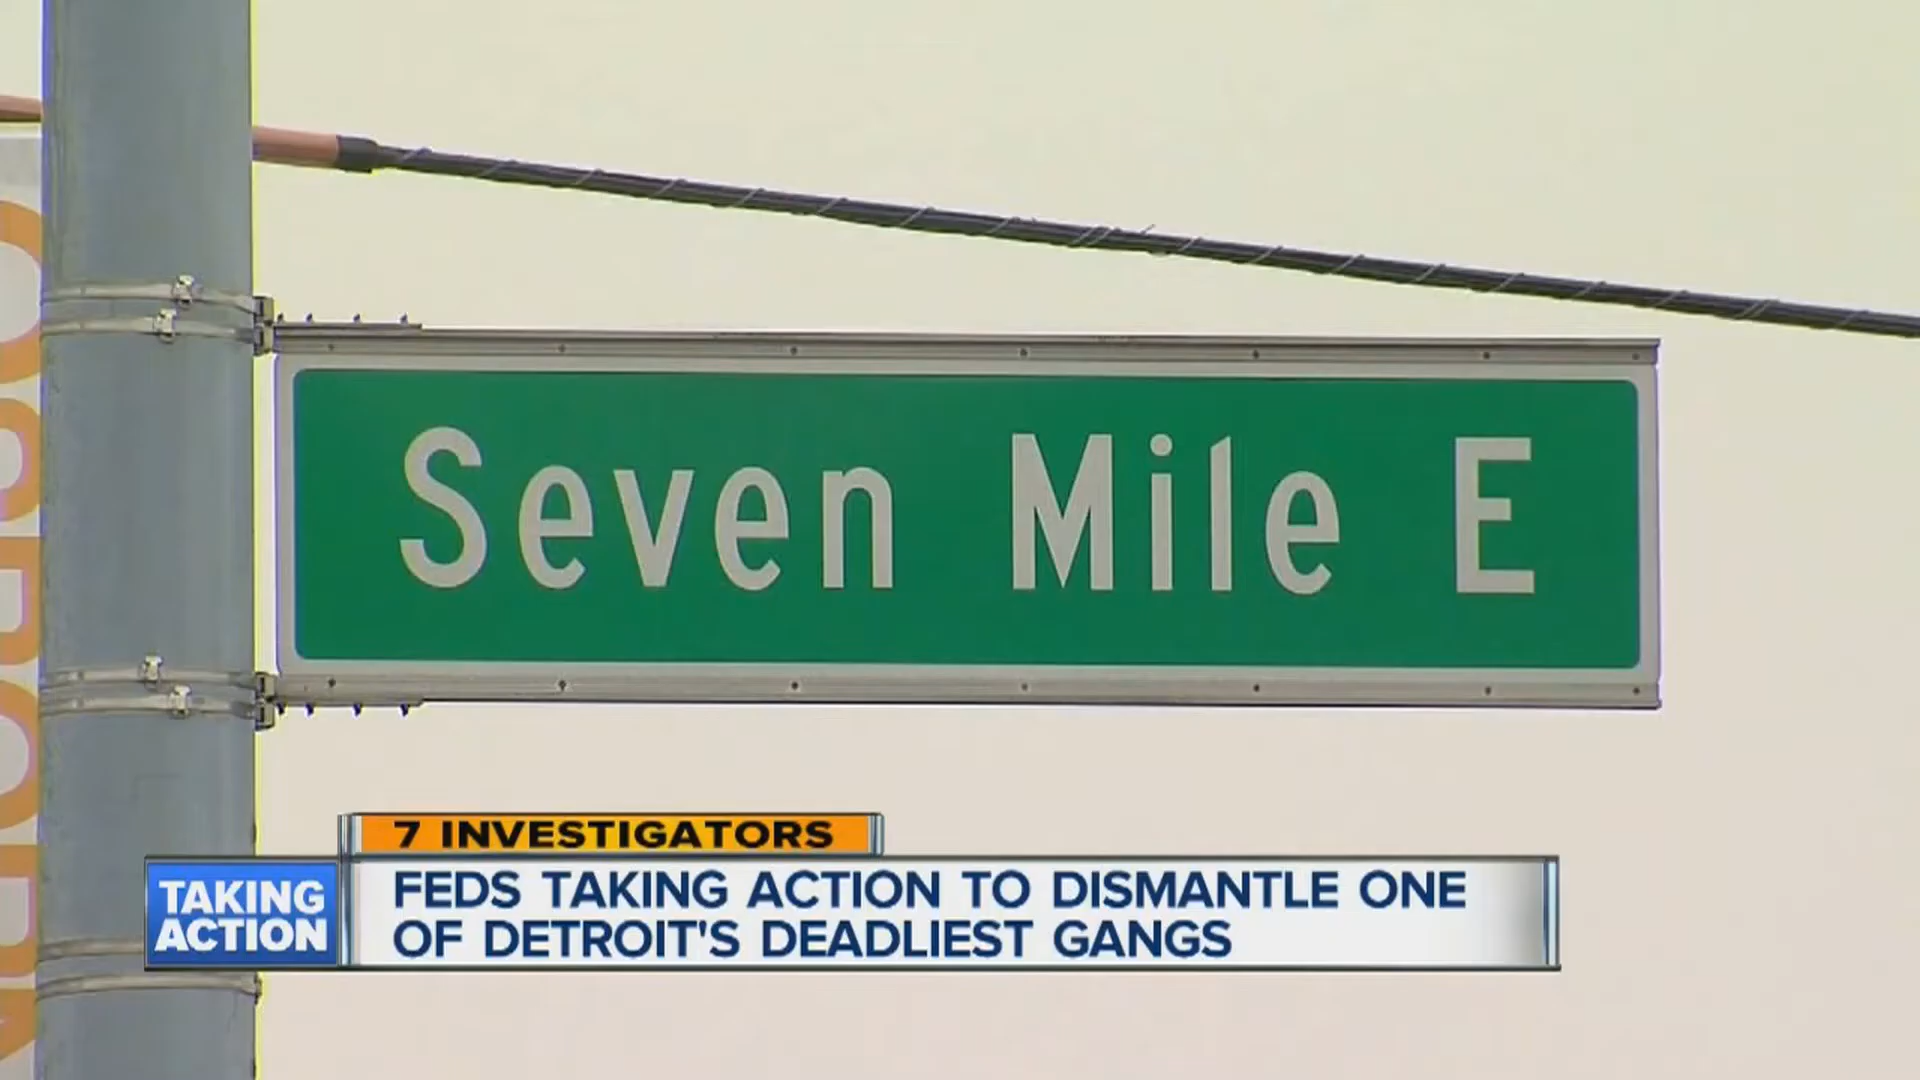 Seven Mile E
7 INVESTIGATORS
TAKING
ACTION
FEDS TAKING ACTION TO DISMANTLE ONE
OF DETROIT'S DEADLIEST GANGS